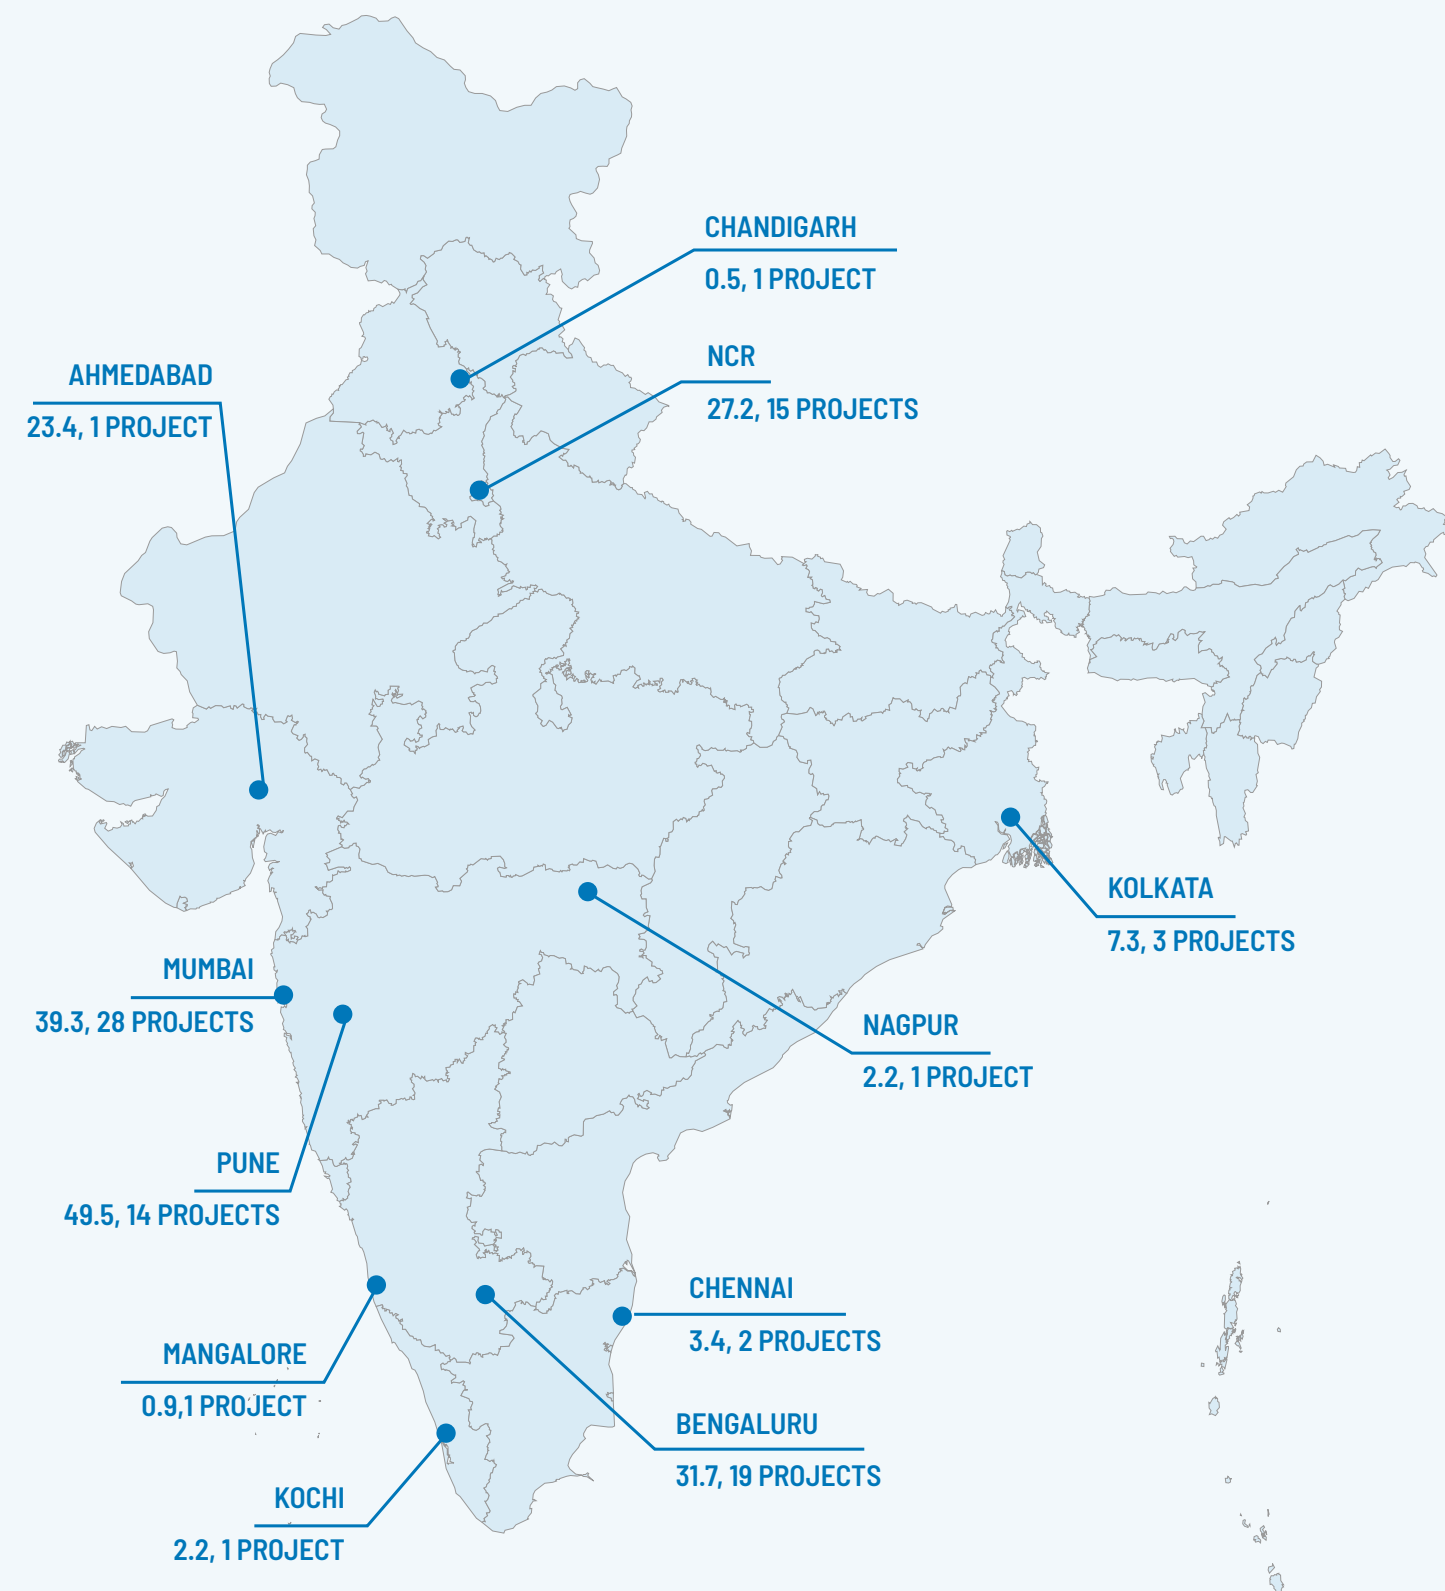 CHANDIGARH
0.5, 1 PROJECT
NCR
27.2, 15 PROJECTS
AHMEDABAD
23.4, 1 PROJECT
KOLKATA
7.3, 3 PROJECTS
MUMBAI
39.3, 28 PROJECTS
NAGPUR
2.2, 1 PROJECT
PUNE
49.5, 14 PROJECTS
CHENNAI
3.4, 2 PROJECTS
MANGALORE
0.9,1 PROJECT
BENGALURU
31.7, 19 PROJECTS
KOCHI
2.2, 1 PROJECT